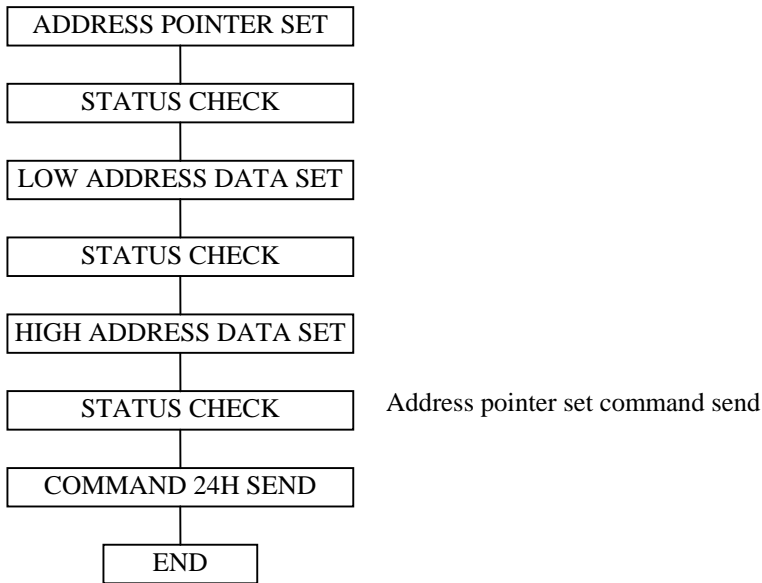 ADDRESS POINTER SET
STATUS CHECK
LOW ADDRESS DATA SET
STATUS CHECK
HIGH ADDRESS DATA SET
STATUS CHECK
Address pointer set command send
COMMAND 24H SEND
END